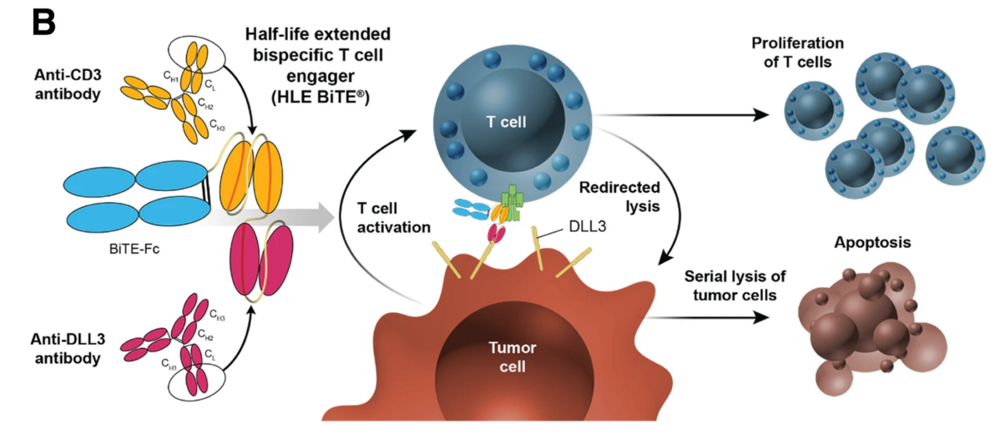 B
Anti-CD3
antibody
CH1
CL
CH2
CH3
Half-life extended
bispecific T cell
engager
(HLE BiTE®)
BiTE-Fc
Anti-DLL3
antibody
CH3
CH2
CL
CH1
T cell
activation
T cell
Redirected
lysis
DLL3
Tumor
cell
Proliferation
of T cells
Serial lysis of
tumor cells
Apoptosis